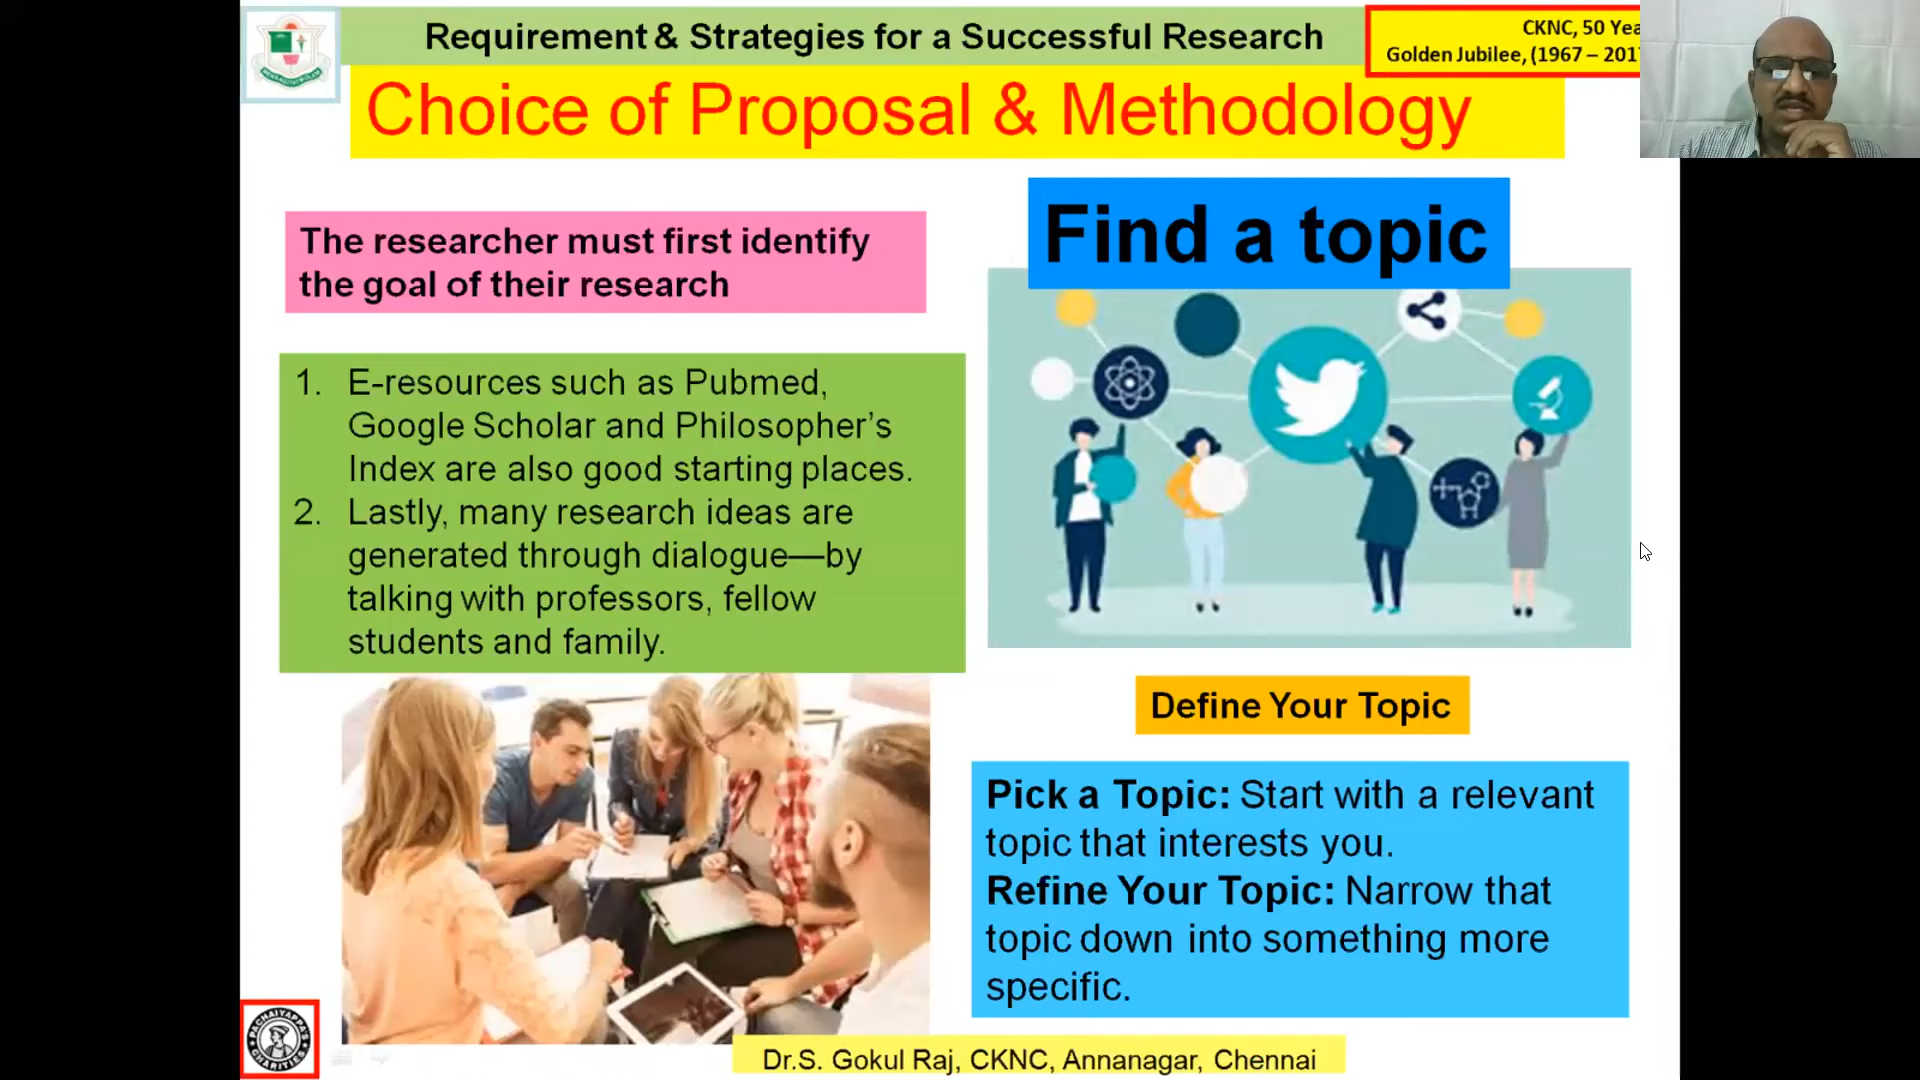 Requirement & Strategies for a Successful Research
CKNC, 50 Yea
Golden Jubilee, (1967 – 201
Choice of Proposal & Methodology
The researcher must first identify
the goal of their research
Find a topic
1. E-resources such as Pubmed,
Google Scholar and Philosopher’s
Index are also good starting places.
2. Lastly, many research ideas are
generated through dialogue—by
talking with professors, fellow
students and family.
Define Your Topic
Pick a Topic: Start with a relevant
topic that interests you.
Refine Your Topic: Narrow that
topic down into something more
specific.
PACHAIYAPPA'S
CHARITIES
Dr.S. Gokul Raj, CKNC, Annanagar, Chennai